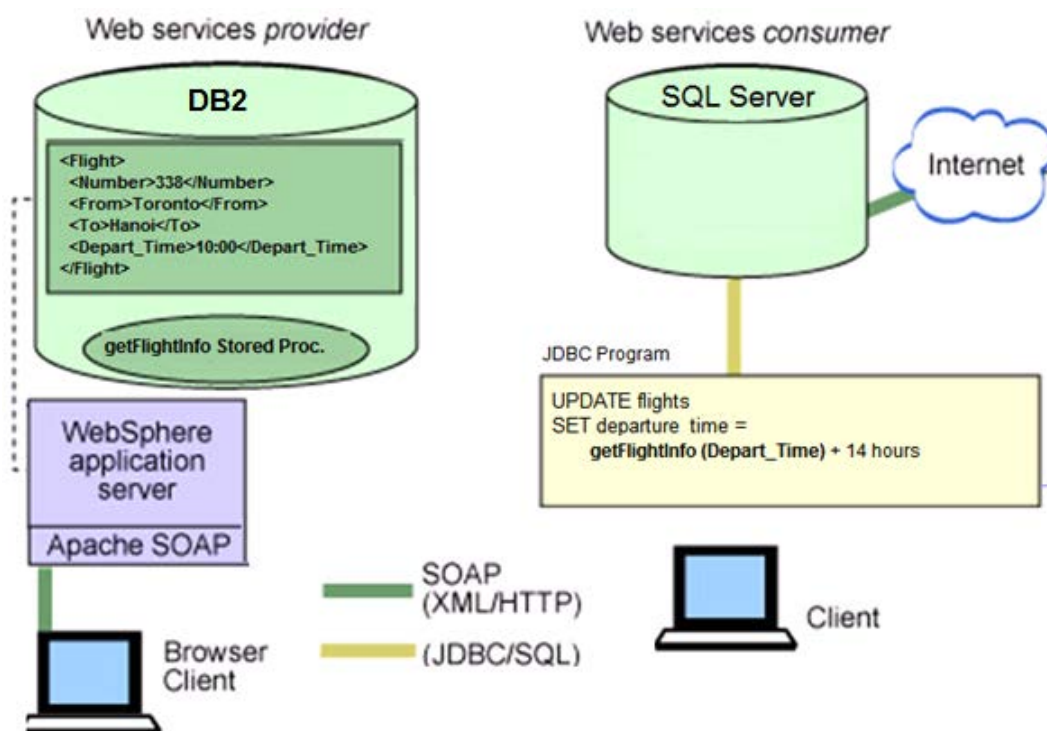 Web services provider
DB2
<Flight>
<Number>338</Number>
<From>Toronto</From>
<To>Hanoi</To>
<Depart_Time>10:00</Depart_Time>
</Flight>
getFlightInfo Stored Proc.
WebSphere
application
server
Apache SOAP
Browser
Client
Web services consumer
SQL Server
Internet
JDBC Program
UPDATE flights
SET departure time =
getFlightInfo (Depart_Time) + 14 hours
SOAP
(XML/HTTP)
(JDBC/SQL)
Client